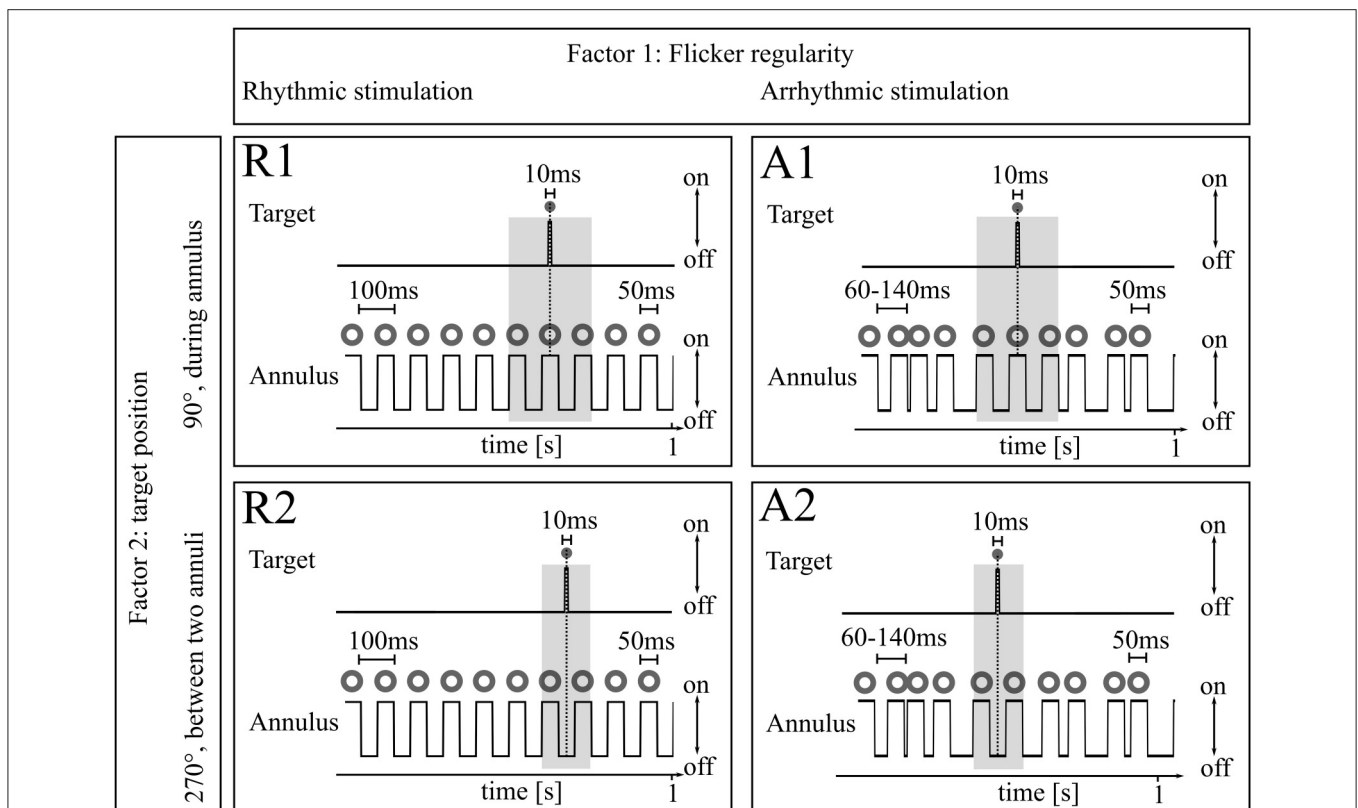 Factor 1: Flicker regularity
Rhythmic stimulation
Arrhythmic stimulation
Factor 2: target position
90°, during annulus
270°, between two annuli
R1
10ms
on
Target
off
100ms
50ms
on
Annulus
off
time [s]
1
A1
10ms
on
Target
off
60-140ms
50ms
on
Annulus
off
time [s]
1
R2
10ms
on
Target
off
100ms
50ms
on
Annulus
off
time [s]
1
A2
10ms
on
Target
off
60-140ms
50ms
on
Annulus
off
time [s]
1